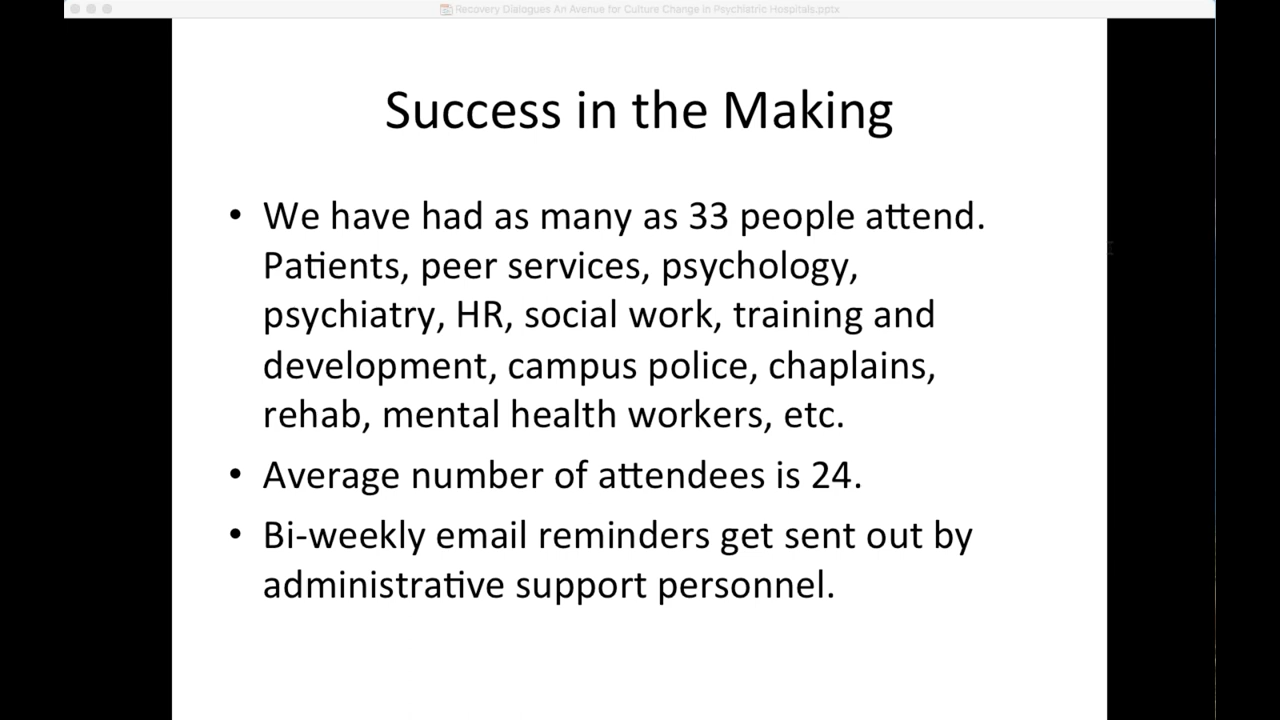 Recovery Dialogues An Avenue for Culture Change in Psychiatric Hospitals.pptx
Success in the Making
• We have had as many as 33 people attend.
Patients, peer services, psychology,
psychiatry, HR, social work, training and
development, campus police, chaplains,
rehab, mental health workers, etc.
• Average number of attendees is 24.
• Bi-weekly email reminders get sent out by
administrative support personnel.